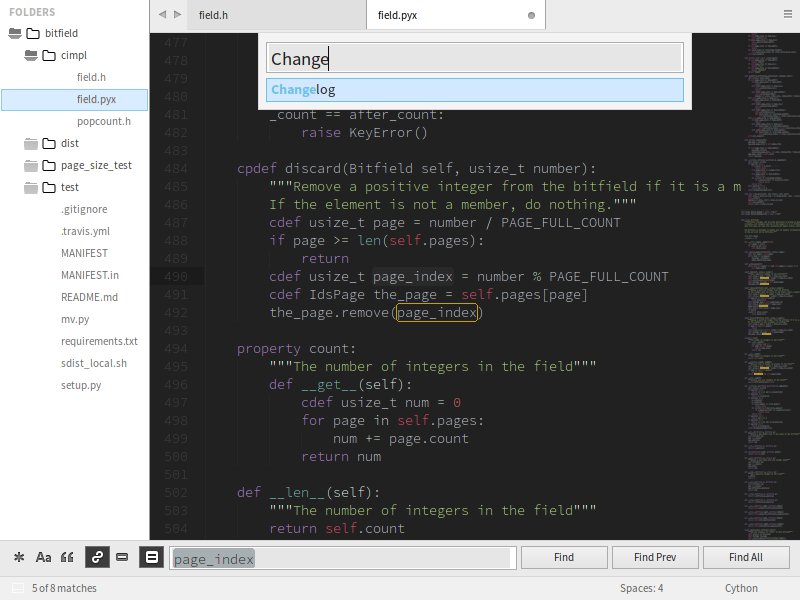 FOLDERS
bitfield
cimpl
field.h
field.pyx
popcount.h
dist
page_size_test
test
.gitignore
.travis.yml
MANIFEST
MANIFEST.in
README.md
mv.py
requirements.txt
sdist_local.sh
setup.py
field.h
field.pyx
Change
Changelog
477
478
479
480
481 _count == after_count:
482 raise KeyError()
483
484 cpdef discard(Bitfield self, usize_t number):
485 """Remove a positive integer from the bitfield if it is a m
486 If the element is not a member, do nothing."""
487 cdef usize_t page = number / PAGE_FULL_COUNT
488 if page >= len(self.pages):
489 return
490 cdef usize_t page_index = number % PAGE_FULL_COUNT
491 cdef IdsPage the_page = self.pages[page]
492 the_page.remove(page_index)
493
494 property count:
495 """The number of integers in the field"""
496 def __get__(self):
497 cdef usize_t num = 0
498 for page in self.pages:
499 num += page.count
500 return num
501
502 def __len__(self):
503 """The number of integers in the field"""
504 return self.count
Aa
page_index
Find
Find Prev
Find All
5 of 8 matches
Spaces: 4
Cython